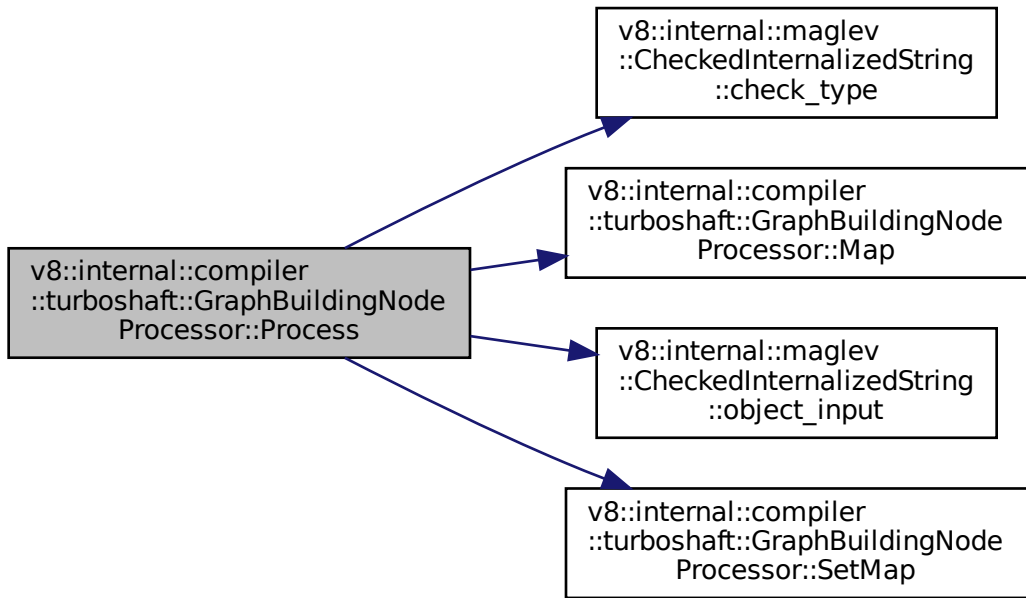 v8::internal::compiler
::turboshaft::GraphBuildingNode
Processor::Process
v8::internal::maglev
::CheckedInternalizedString
::check_type
v8::internal::compiler
::turboshaft::GraphBuildingNode
Processor::Map
v8::internal::maglev
::CheckedInternalizedString
::object_input
v8::internal::compiler
::turboshaft::GraphBuildingNode
Processor::SetMap